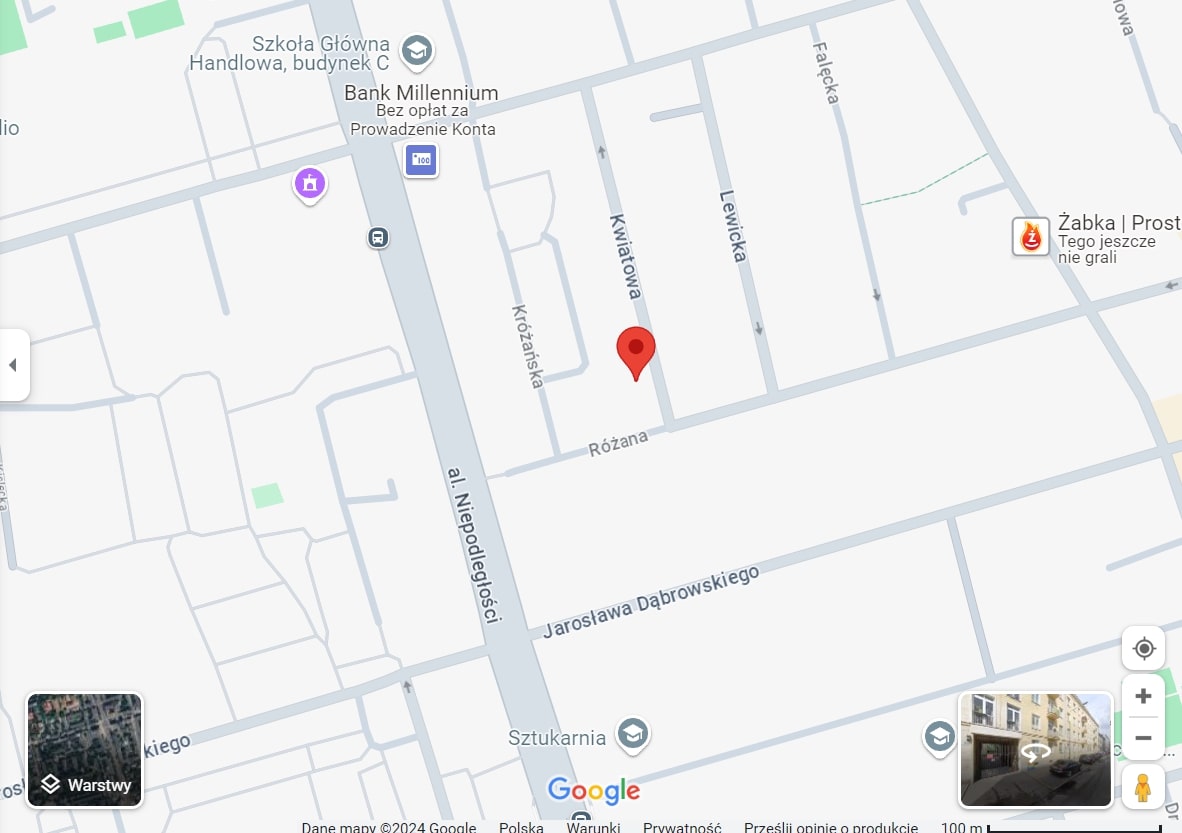 Szkoła Główna
Handlowa, budynek C
Bank Millennium
Bez opłat za
Prowadzenie Konta
100
Falęcka
Lewicka
Kwiatowa
Króżańska
Różana
Żabka | Prost
Tego jeszcze
nie grali
al. Niepodległości
Jarosława Dąbrowskiego
kiego
Sztukarnia
Warstwy
Google
Dane mapy ©2024 Google Polska Warunki Prywatność Prześlij opinię o produkcie 100 m